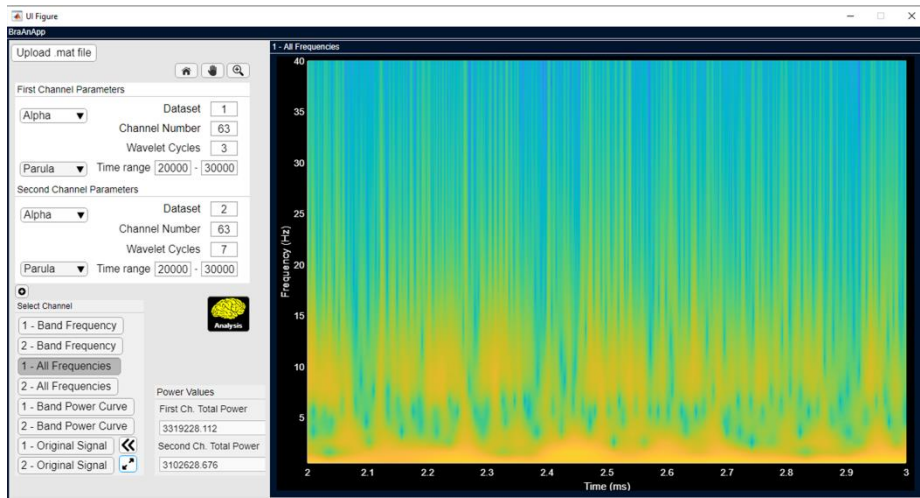 UI Figure
BraAnApp
Upload .mat file
First Channel Parameters
Alpha
Dataset 1
Channel Number 63
Wavelet Cycles 3
Parula
Time range 20000 - 30000
Second Channel Parameters
Alpha
Dataset 2
Channel Number 63
Wavelet Cycles 7
Parula
Time range 20000 - 30000
Select Channel
1 - Band Frequency
2 - Band Frequency
1 - All Frequencies
2 - All Frequencies
1 - Band Power Curve
2 - Band Power Curve
1 - Original Signal
2 - Original Signal
Analysis
Power Values
First Ch. Total Power
3319228.112
Second Ch. Total Power
3102628.676
1 - All Frequencies
Frequency (Hz)
40
35
30
25
20
15
10
5
2 2.1 2.2 2.3 2.4 2.5 2.6 2.7 2.8 2.9 3
Time (ms)